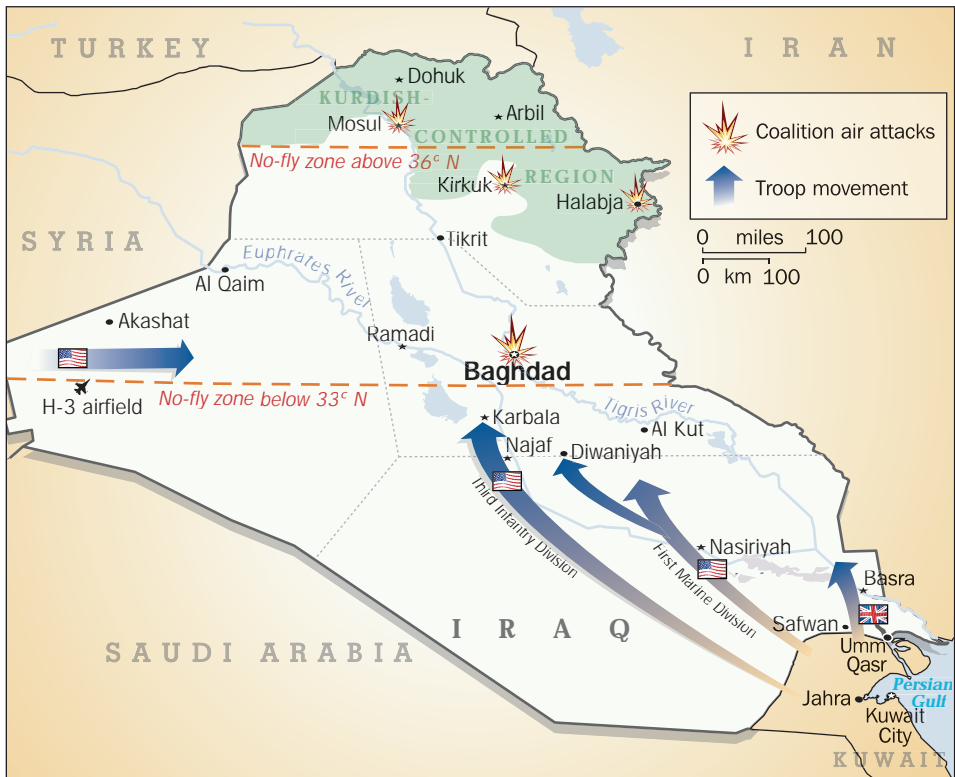 TURKEY
IRAN
Dohuk
KURDISH-
Arbil
Mosul
CONTROLLED
No-fly zone above 36° N
REGION
Kirkuk
Halabja
Coalition air attacks
Troop movement
0 miles 100
0 km 100
SYRIA
Tikrit
Euphrates River
Al Qaim
Akashat
Ramadi
Baghdad
H-3 airfield
No-fly zone below 33° N
Tigris River
Karbala
Al Kut
Najaf
Diwaniyah
Third Infantry Division
First Marine Division
Nasiriyah
Basra
IRAQ
Safwan
Umm
Qasr
SAUDI ARABIA
Jahra
Persian
Gulf
Kuwait
City
KUWAIT